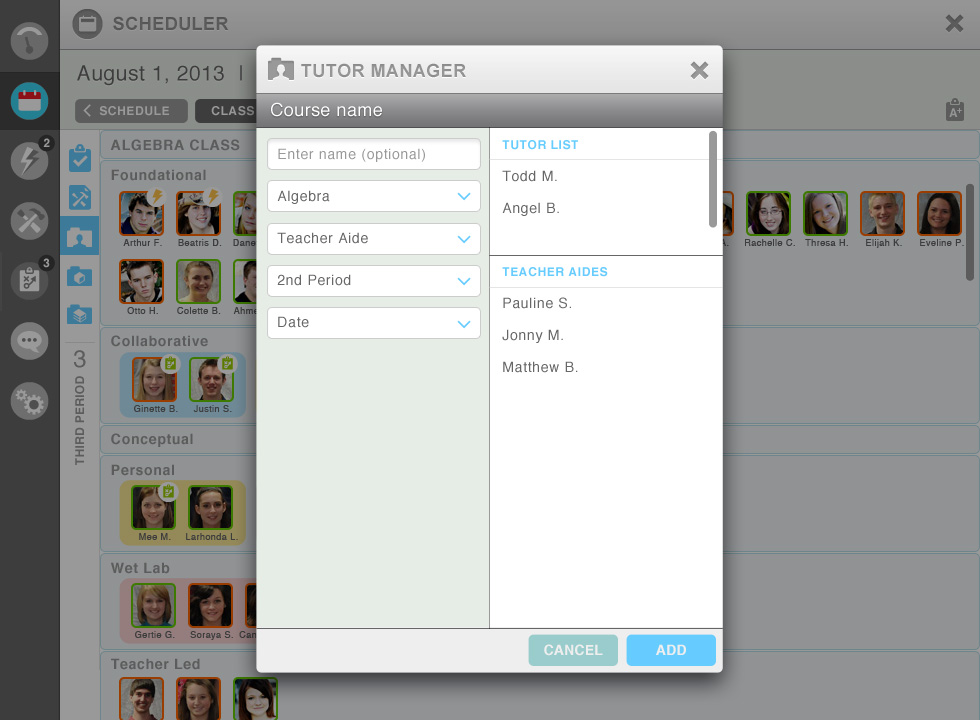 SCHEDULER
August 1, 2013 |
SCHEDULE
CLASS
2
3
3
THIRD PERIOD
ALGEBRA CLASS
Foundational
Arthur F.
Beatris D.
Rachelle C.
Thresa H.
Elijah K.
Eveline P.
Otto H.
Colette B.
Collaborative
Ginette B.
Justin S.
Conceptual
Personal
Mee M.
Larhonda L.
Wet Lab
Gertie G.
Soraya S.
Teacher Led
A+
TUTOR MANAGER
Course name
Enter name (optional)
Algebra
Teacher Aide
2nd Period
Date
TUTOR LIST
Todd M.
Angel B.
TEACHER AIDES
Pauline S.
Jonny M.
Matthew B.
CANCEL
ADD